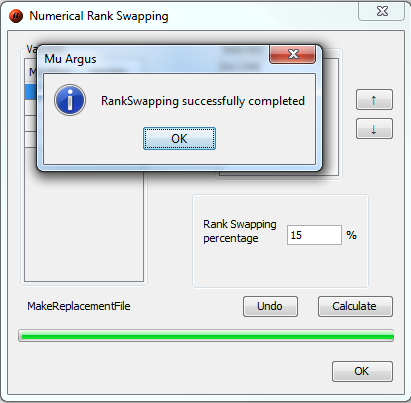 Numerical Rank Swapping
Mu Argus
RankSwapping successfully completed
OK
Rank Swapping
percentage
15
%
MakeReplacementFile
Undo
Calculate
OK